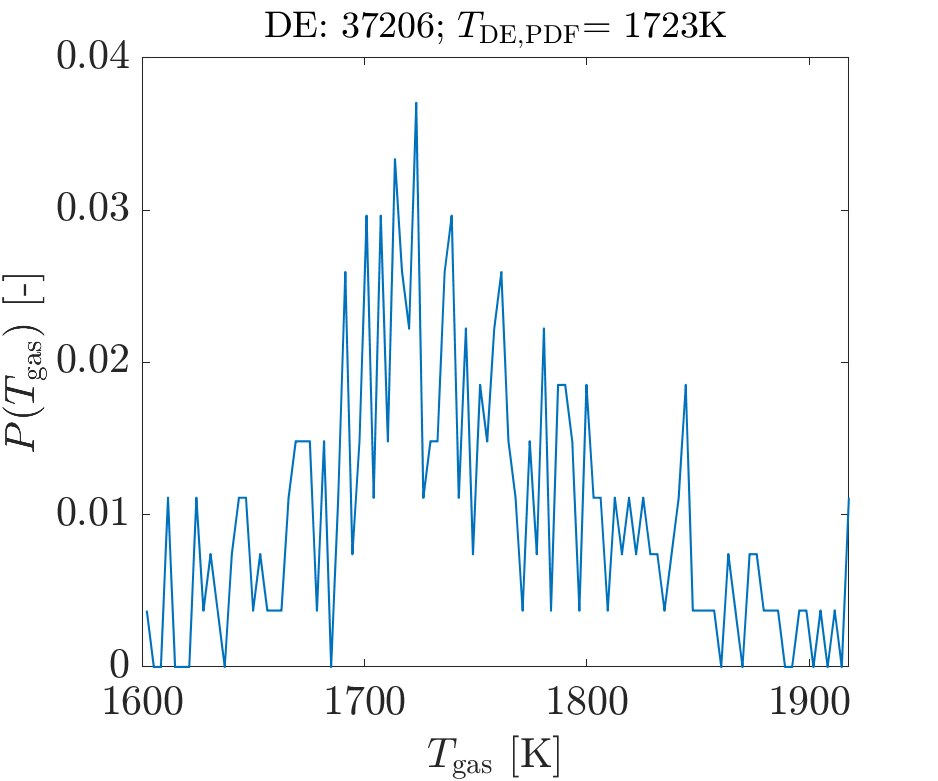 DE: 37206; T_DE,PDF= 1723K
0.04
0.03
0.02
0.01
0
P(T_gas) [-]
1600 1700 1800 1900
T_gas [K]